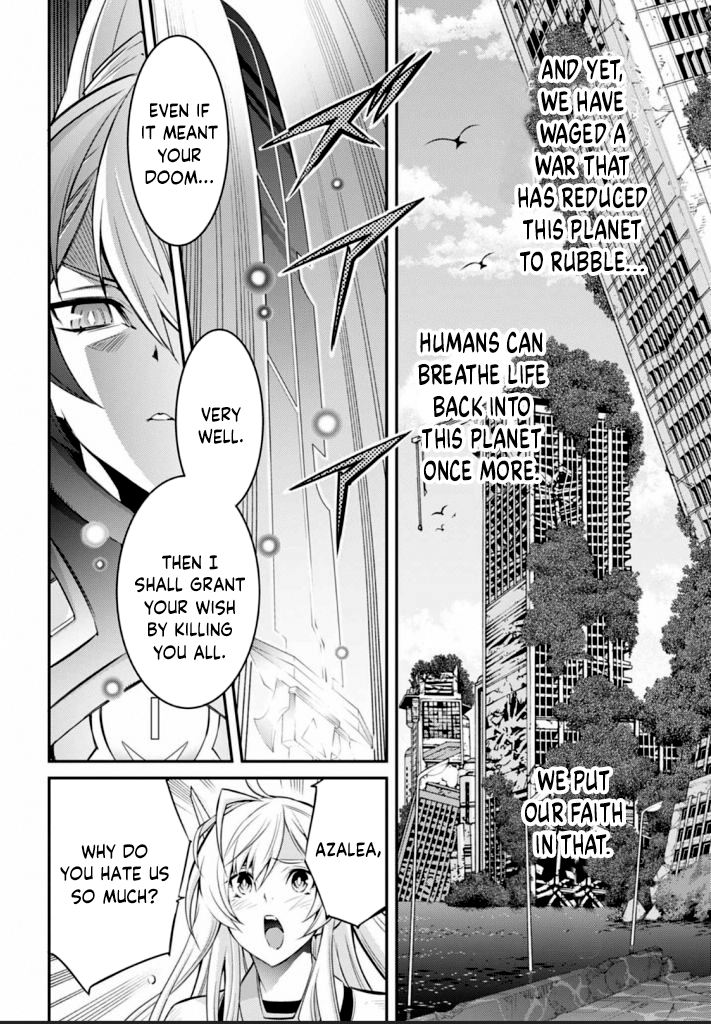 AND YET,
WE HAVE
WAGED A
WAR THAT
HAS REDUCED
THIS PLANET
TO RUBBLE...
HUMANS CAN
BREATHE LIFE
BACK INTO
THIS PLANET
ONCE MORE.
WE PUT
OUR FAITH
IN THAT.
EVEN IF
IT MEANT
YOUR
DOOM...
VERY
WELL.
THEN I
SHALL GRANT
YOUR WISH
BY KILLING
YOU ALL.
AZALEA,
WHY DO
YOU HATE US
SO MUCH?